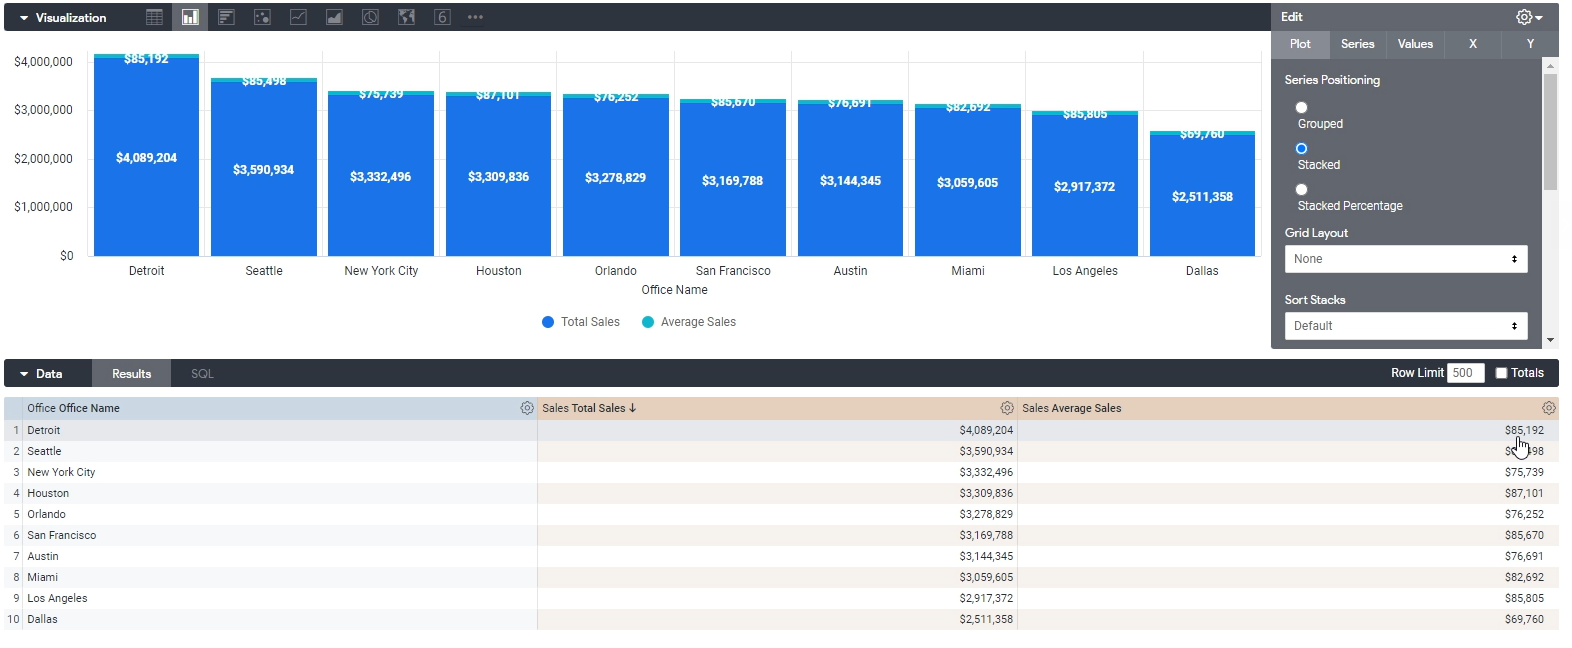 Visualization
6
Edit
Plot Series Values X Y
Series Positioning
Grouped
Stacked
Stacked Percentage
Grid Layout
None
Sort Stacks
Default
$4,000,000
$3,000,000
$2,000,000
$1,000,000
$0
$85,192 $85,498 $75,739 $87,101 $76,252 $85,670 $76,691 $82,692 $85,805 $69,760
$4,089,204 $3,590,934 $3,332,496 $3,309,836 $3,278,829 $3,169,788 $3,144,345 $3,059,605 $2,917,372 $2,511,358
Detroit Seattle New York City Houston Orlando San Francisco Austin Miami Los Angeles Dallas
Office Name
Total Sales Average Sales
Data Results SQL Row Limit 500 Totals
Office Office Name Sales Total Sales ↓ Sales Average Sales
1 Detroit $4,089,204 $85,192
2 Seattle $3,590,934
3 New York City $3,332,496 $75,739
4 Houston $3,309,836 $87,101
5 Orlando $3,278,829 $76,252
6 San Francisco $3,169,788 $85,670
7 Austin $3,144,345 $76,691
8 Miami $3,059,605 $82,692
9 Los Angeles $2,917,372 $85,805
10 Dallas $2,511,358 $69,760